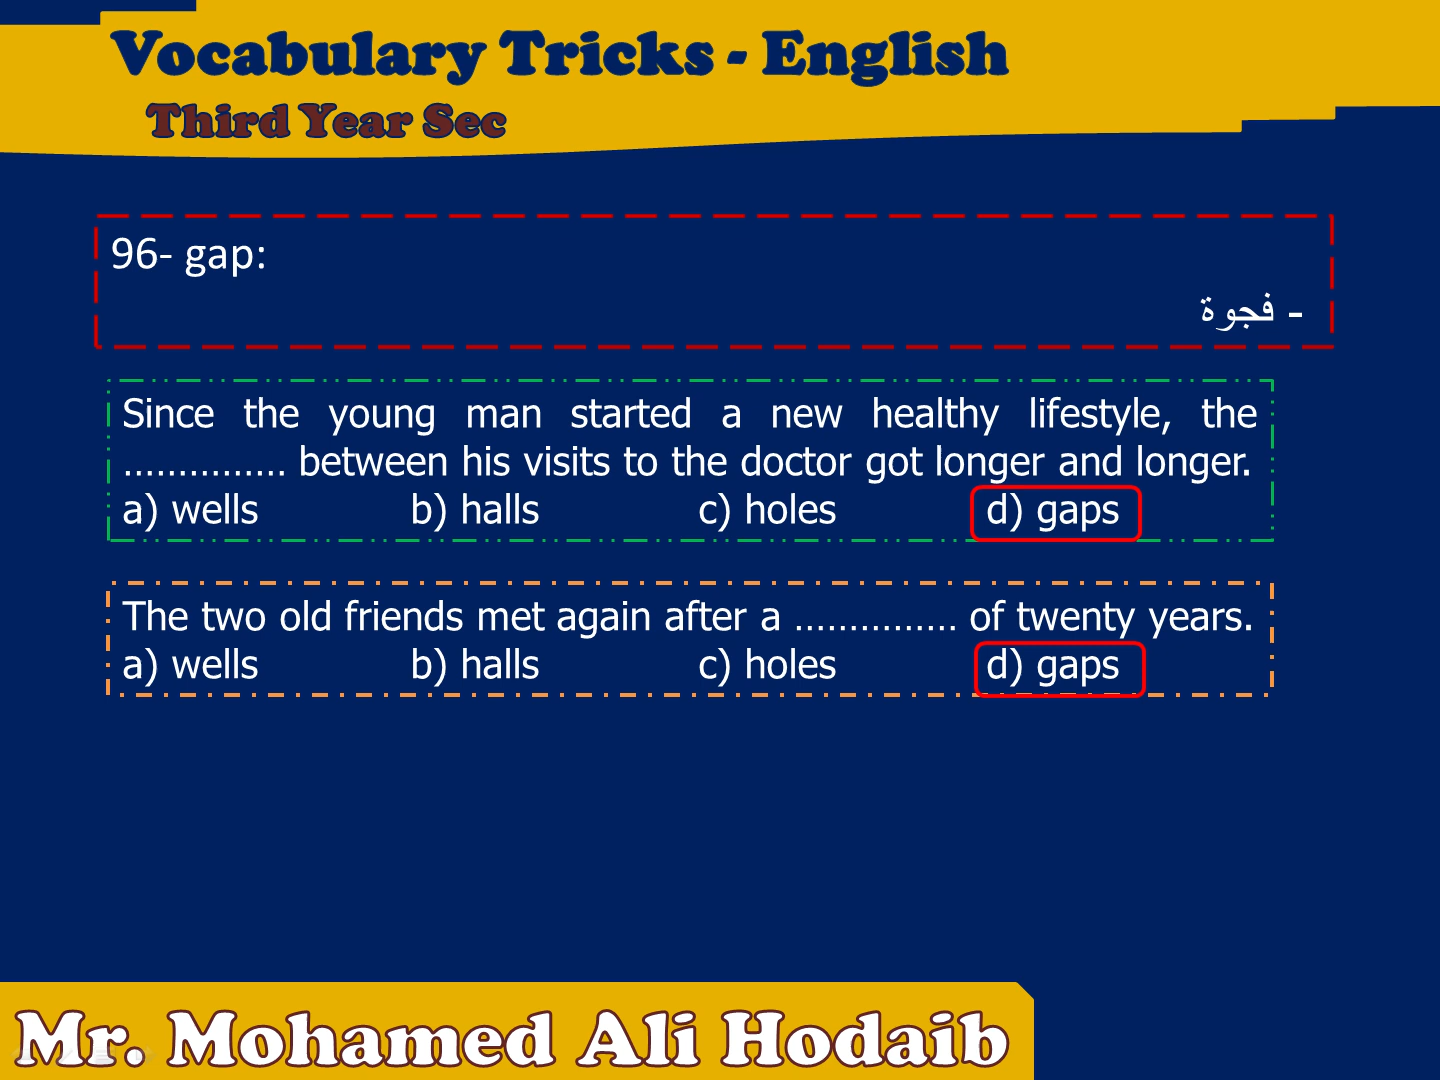 Vocabulary Tricks - English
Third Year Sec
96- gap:
- فجوة
Since the young man started a new healthy lifestyle, the
…………… between his visits to the doctor got longer and longer.
a) wells b) halls c) holes d) gaps
The two old friends met again after a …………… of twenty years.
a) wells b) halls c) holes d) gaps
Mr. Mohamed Ali Hodaib